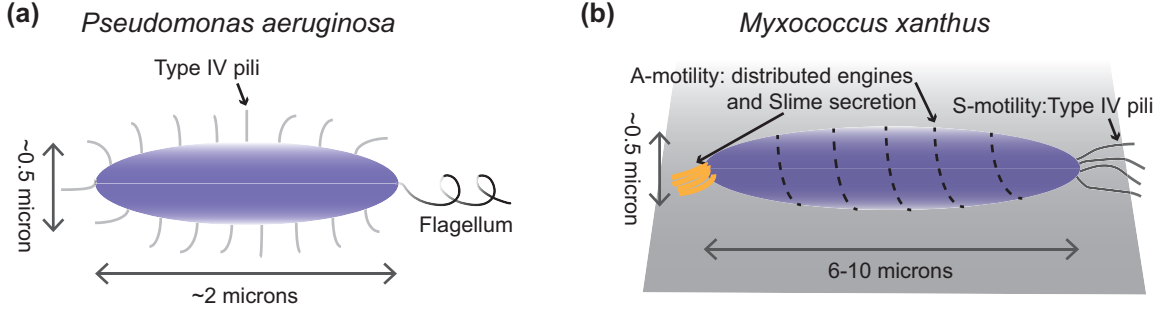 (a)
Pseudomonas aeruginosa
Type IV pili
~0.5 micron
Flagellum
~2 microns
(b)
Myxococcus xanthus
A-motility: distributed engines
and Slime secretion
S-motility:Type IV pili
~0.5 micron
6-10 microns